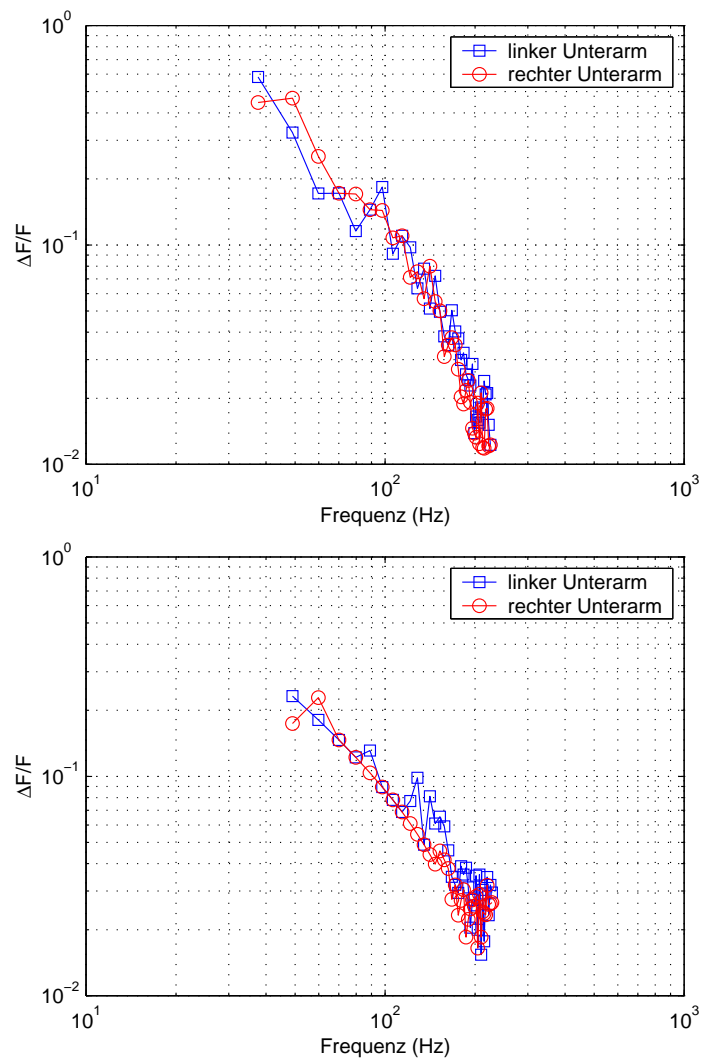 10^0
linker Unterarm
rechter Unterarm
ΔF/F
10^-1
10^-2
10^1
10^2
10^3
Frequenz (Hz)
10^0
linker Unterarm
rechter Unterarm
ΔF/F
10^-1
10^-2
10^1
10^2
10^3
Frequenz (Hz)